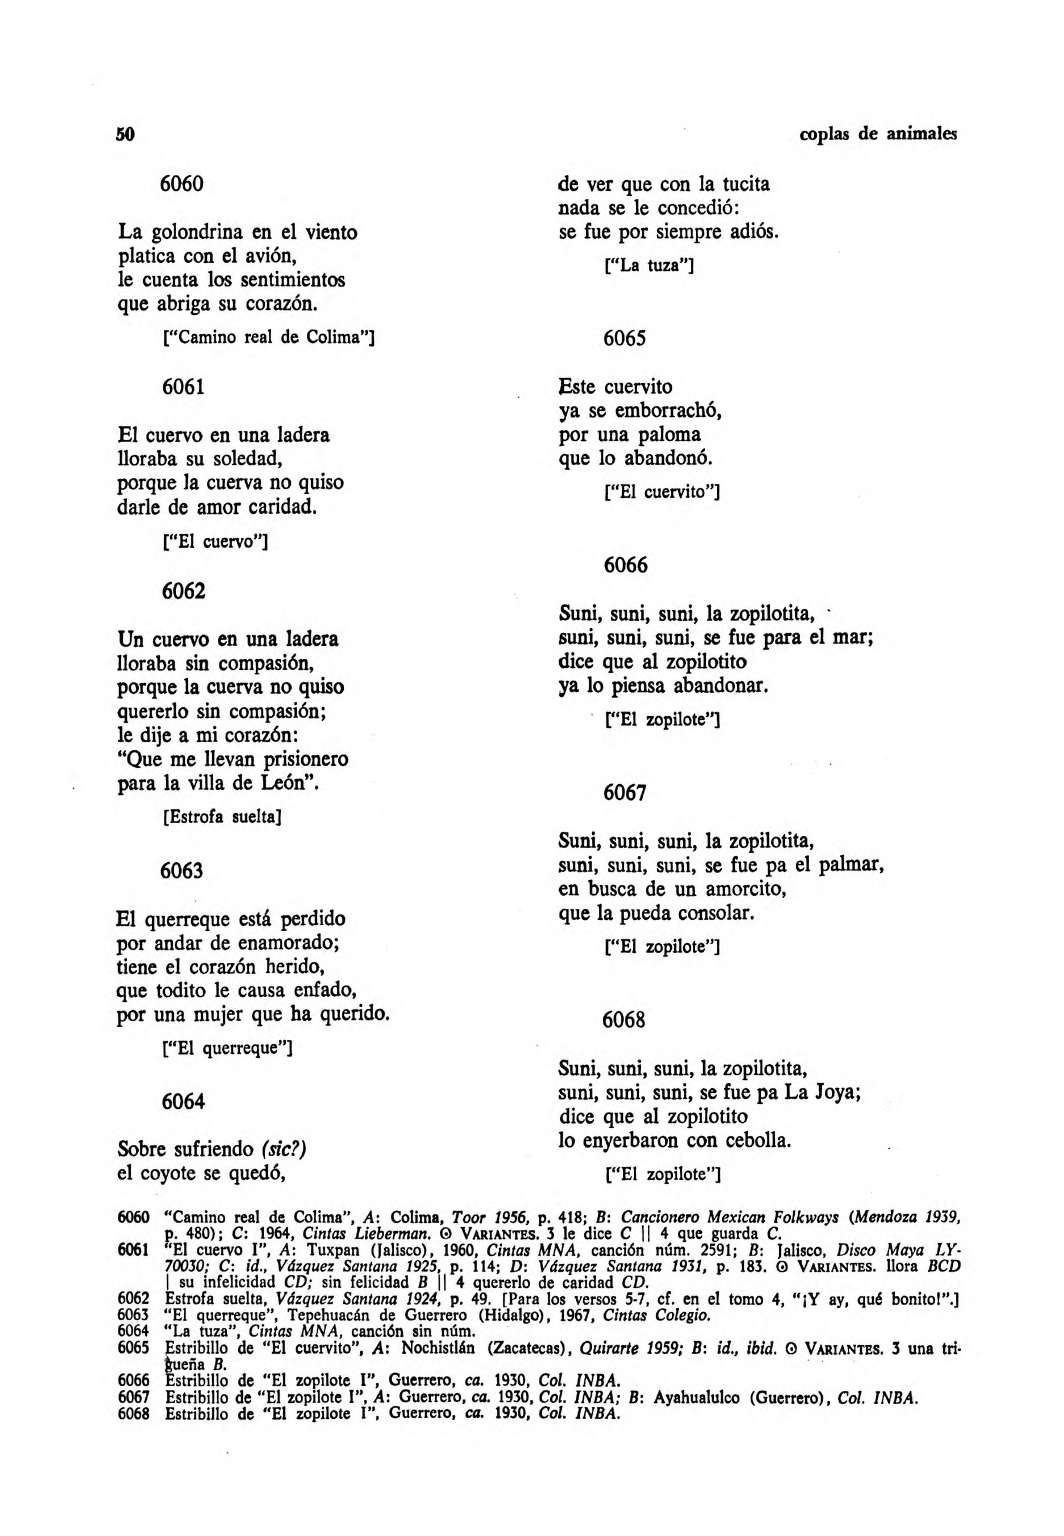 50
coplas de animales
6060
La golondrina en el viento
platica con el avión,
le cuenta los sentimientos
que abriga su corazón.
["Camino real de Colima"]
6061
El cuervo en una ladera
lloraba su soledad,
porque la cuerva no quiso
darle de amor caridad.
["El cuervo"]
6062
Un cuervo en una ladera
lloraba sin compasión,
porque la cuerva no quiso
quererlo sin compasión;
le dije a mi corazón:
"Que me llevan prisionero
para la villa de León".
[Estrofa suelta]
6063
El querreque está perdido
por andar de enamorado;
tiene el corazón herido,
que todito le causa enfado,
por una mujer que ha querido.
["El querreque"]
6064
Sobre sufriendo (sic?)
el coyote se quedó,
de ver que con la tucita
nada se le concedió:
se fue por siempre adiós.
["La tuza"]
6065
Este cuervito
ya se emborrachó,
por una paloma
que lo abandonó.
["El cuervito"]
6066
Suni, suni, suni, la zopilotita,
suni, suni, suni, se fue para el mar;
dice que al zopilotito
ya lo piensa abandonar.
["El zopilote"]
6067
Suni, suni, suni, la zopilotita,
suni, suni, suni, se fue pa el palmar,
en busca de un amorcito,
que la pueda consolar.
["El zopilote"]
6068
Suni, suni, suni, la zopilotita,
suni, suni, suni, se fue pa La Joya;
dice que al zopilotito
lo enyerbaron con cebolla.
["El zopilote"]
6060 "Camino real de Colima", A: Colima, Toor 1956, p. 418; B: Cancionero Mexican Folkways (Mendoza 1939,
p. 480); C: 1964, Cintas Lieberman. ⊙ VARIANTES. 3 le dice C || 4 que guarda C.
6061 "El cuervo I", A: Tuxpan (Jalisco), 1960, Cintas MNA, canción núm. 2591; B: Jalisco, Disco Maya LY-
70030; C: id., Vázquez Santana 1925, p. 114; D: Vázquez Santana 1931, p. 183. ⊙ VARIANTES. llora BCD
| su infelicidad CD; sin felicidad B || 4 quererlo de caridad CD.
6062 Estrofa suelta, Vázquez Santana 1924, p. 49. [Para los versos 5-7, cf. en el tomo 4, "¡Y ay, qué bonito!".]
6063 "El querreque", Tepehuacán de Guerrero (Hidalgo), 1967, Cintas Colegio.
6064 "La tuza", Cintas MNA, canción sin núm.
6065 Estribillo de "El cuervito", A: Nochistlán (Zacatecas), Quirarte 1959; B: id., ibid. ⊙ VARIANTES. 3 una tri-
gueña B.
6066 Estribillo de "El zopilote I", Guerrero, ca. 1930, Col. INBA.
6067 Estribillo de "El zopilote I", A: Guerrero, ca. 1930, Col. INBA; B: Ayahualulco (Guerrero), Col. INBA.
6068 Estribillo de "El zopilote I", Guerrero, ca. 1930, Col. INBA.